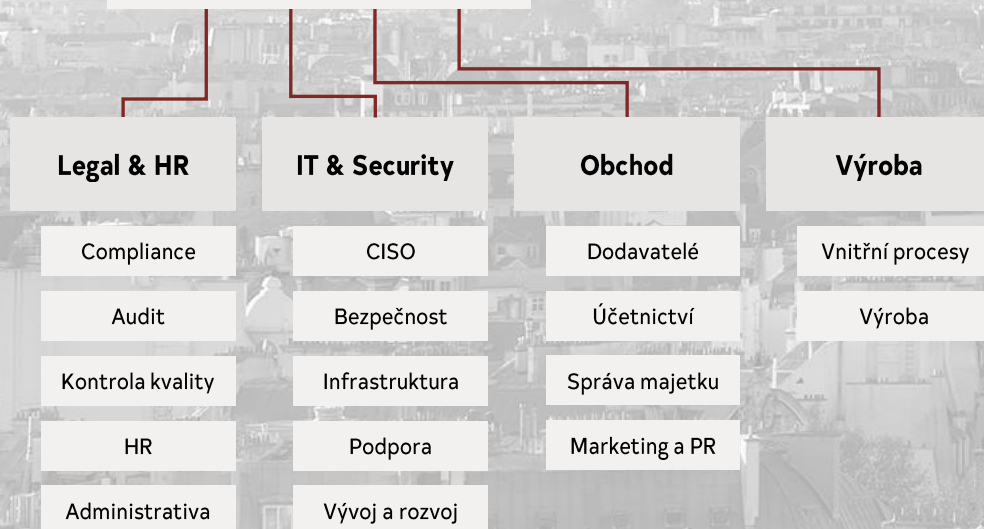 Legal & HR
IT & Security
Obchod
Výroba
Compliance
CISO
Dodavatelé
Vnitřní procesy
Audit
Bezpečnost
Účetnictví
Výroba
Kontrola kvality
Infrastruktura
Správa majetku
HR
Podpora
Marketing a PR
Administrativa
Vývoj a rozvoj